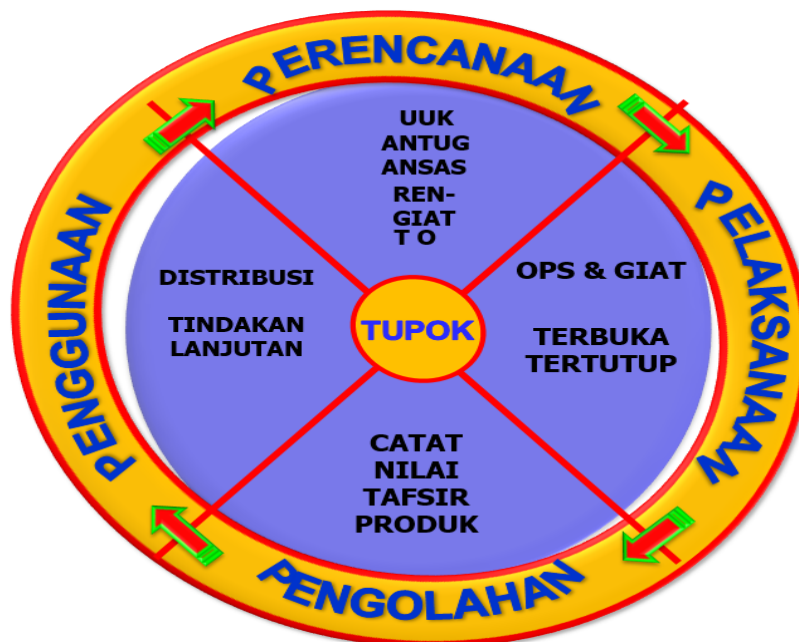 PERENCANAAN
UUK
ANTUG
ANSAS
REN-
GIAT
T O
PELAKSANAAN
OPS & GIAT
TERBUKA
TERTUTUP
PENGOLAHAN
CATAT
NILAI
TAFSIR
PRODUK
PENGGUNAAN
DISTRIBUSI
TINDAKAN
LANJUTAN
TUPOK